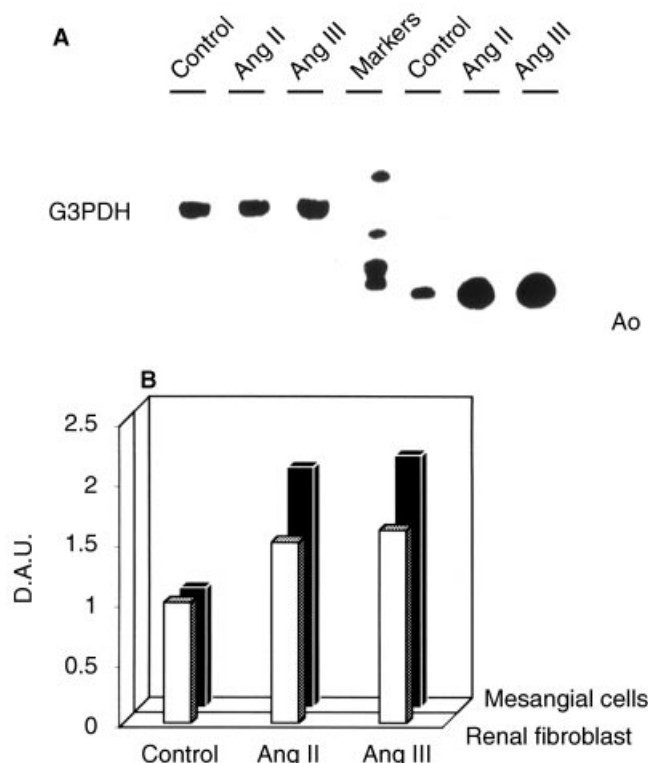 A
Control Ang II Ang III Markers Control Ang II Ang III
G3PDH
Ao
B
2.5
2
1.5
1
0.5
0
D.A.U.
Mesangial cells
Renal fibroblast
Control Ang II Ang III